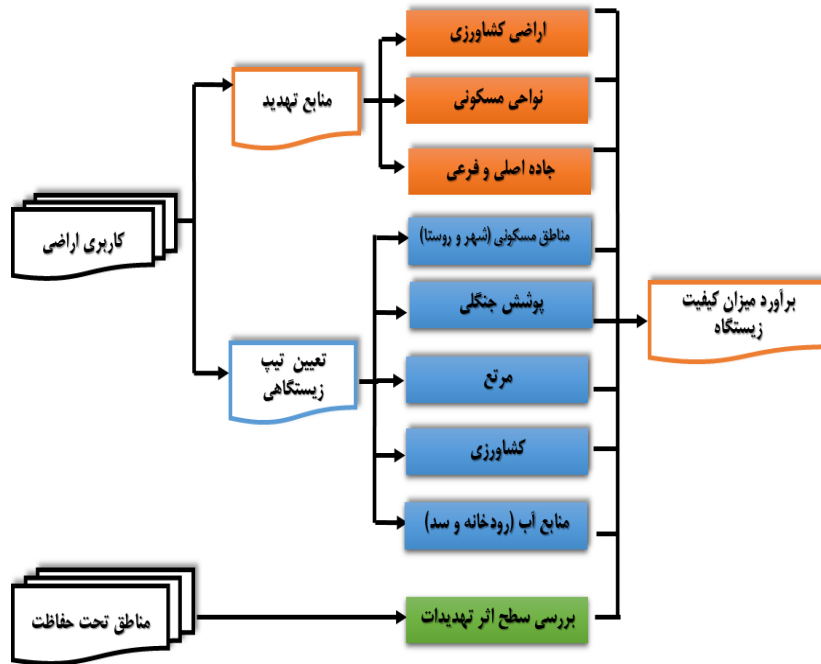 کاربری اراضی
منابع تهدید
اراضی کشاورزی
نواحی مسکونی
جاده اصلی و فرعی
تعیین تیپ
زیستگاهی
مناطق مسکونی (شهر و روستا)
پوشش جنگلی
مرتع
کشاورزی
منابع آب (رودخانه و سد)
مناطق تحت حفاظت
بررسی سطح اثر تهدیدات
برآورد میزان کیفیت
زیستگاه